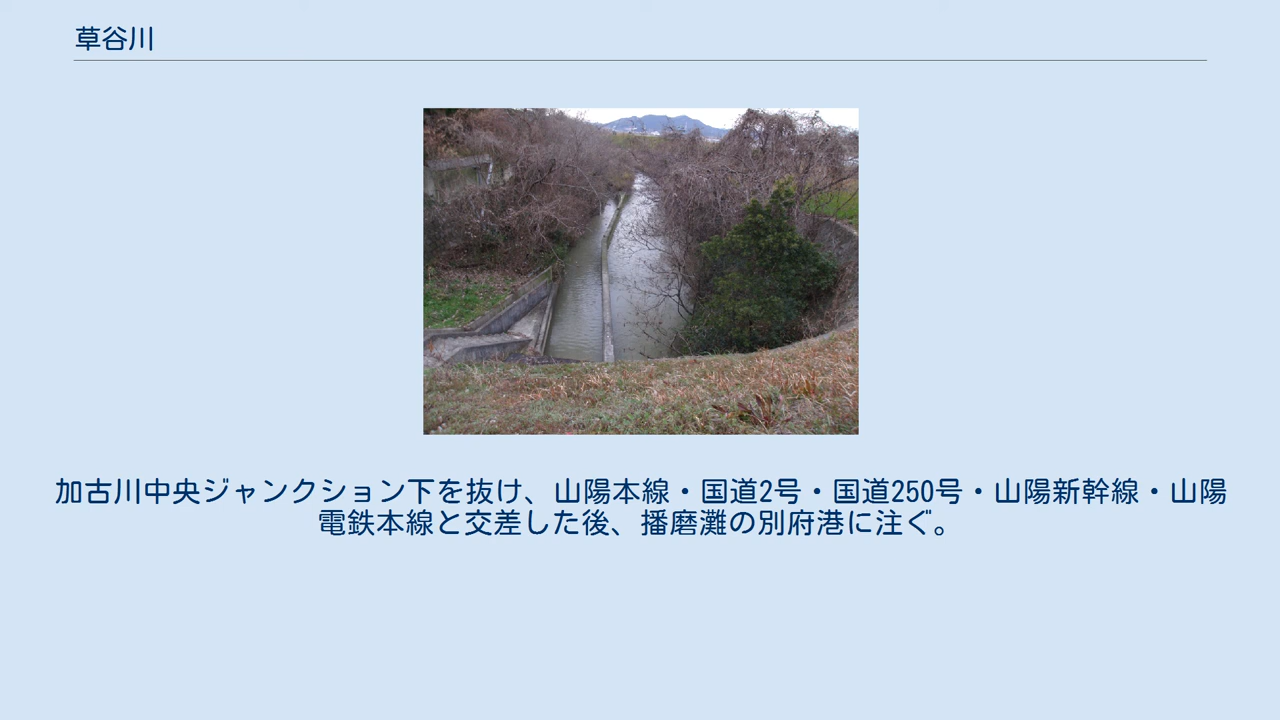 草谷川
加古川中央ジャンクション下を抜け、山陽本線・国道2号・国道250号・山陽新幹線・山陽
電鉄本線と交差した後、播磨灘の別府港に注ぐ。